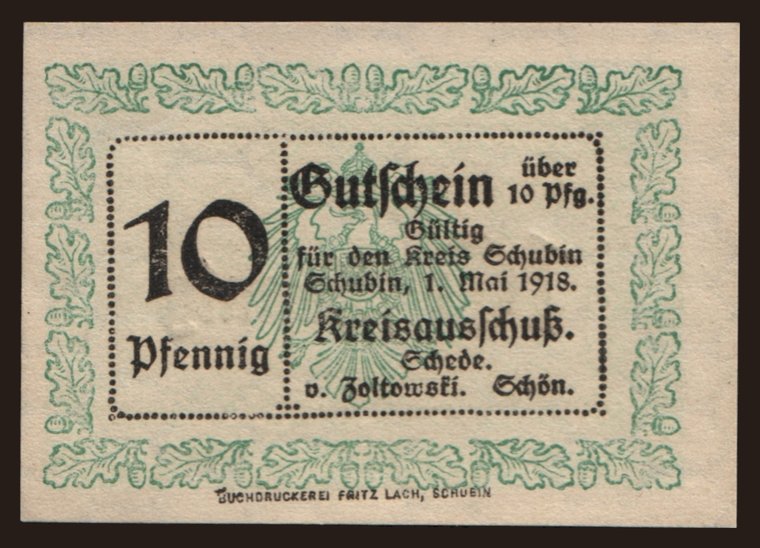 10
Pfennig
Gutschein über 10 Pfg.
Gültig
für den Kreis Schubin
Schubin, 1. Mai 1918.
Kreisausschuß.
Schede.
v. Zoltowski. Schön.
BUCHDRUCKEREI FRITZ LACH, SCHUBIN